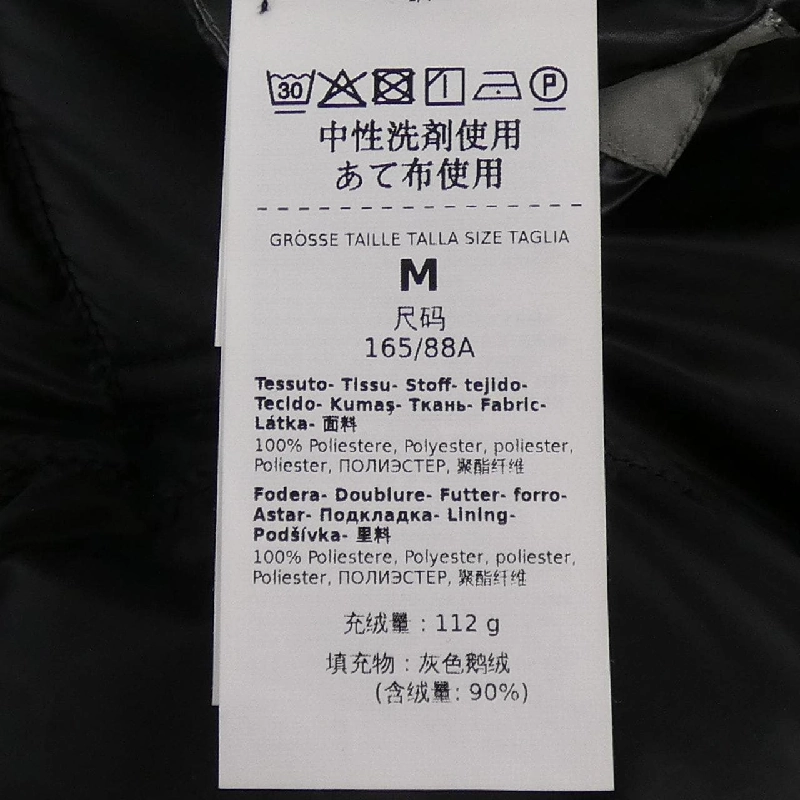 30
P
中性洗剤使用
あて布使用
GRÖSSE TAILLE TALLA SIZE TAGLIA
M
尺码
165/88A
Tessuto- Tissu- Stoff- tejido-
Tecido- Kumaş- Ткань- Fabric-
Látka- 面料
100% Poliestere, Polyester, poliester,
Poliester, ПОЛИЭСТЕР, 聚酯纤维
Fodera- Doublure- Futter- forro-
Astar- Подкладка- Lining-
Podšívka- 里料
100% Poliestere, Polyester, poliester,
Poliester, ПОЛИЭСТЕР, 聚酯纤维
充绒量 : 112 g
填充物 : 灰色鹅绒
(含绒量: 90%)